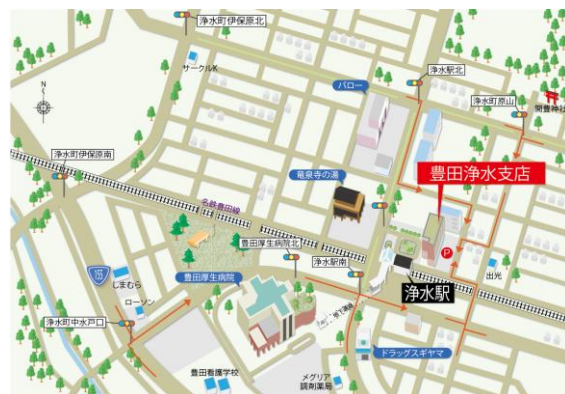 浄水町伊保原北
サークルK
浄水駅北
バロー
浄水町原山
N
開豊神社
浄水町伊保原南
豊田浄水支店
竜泉寺の湯
名鉄豊田線
豊田厚生病院北
P
155
しまむら
豊田厚生病院
浄水駅南
出光
浄水駅
ローソン
地下道路
浄水町中水戸口
ドラッグスギヤマ
豊田看護学校
メグリア
調剤薬局